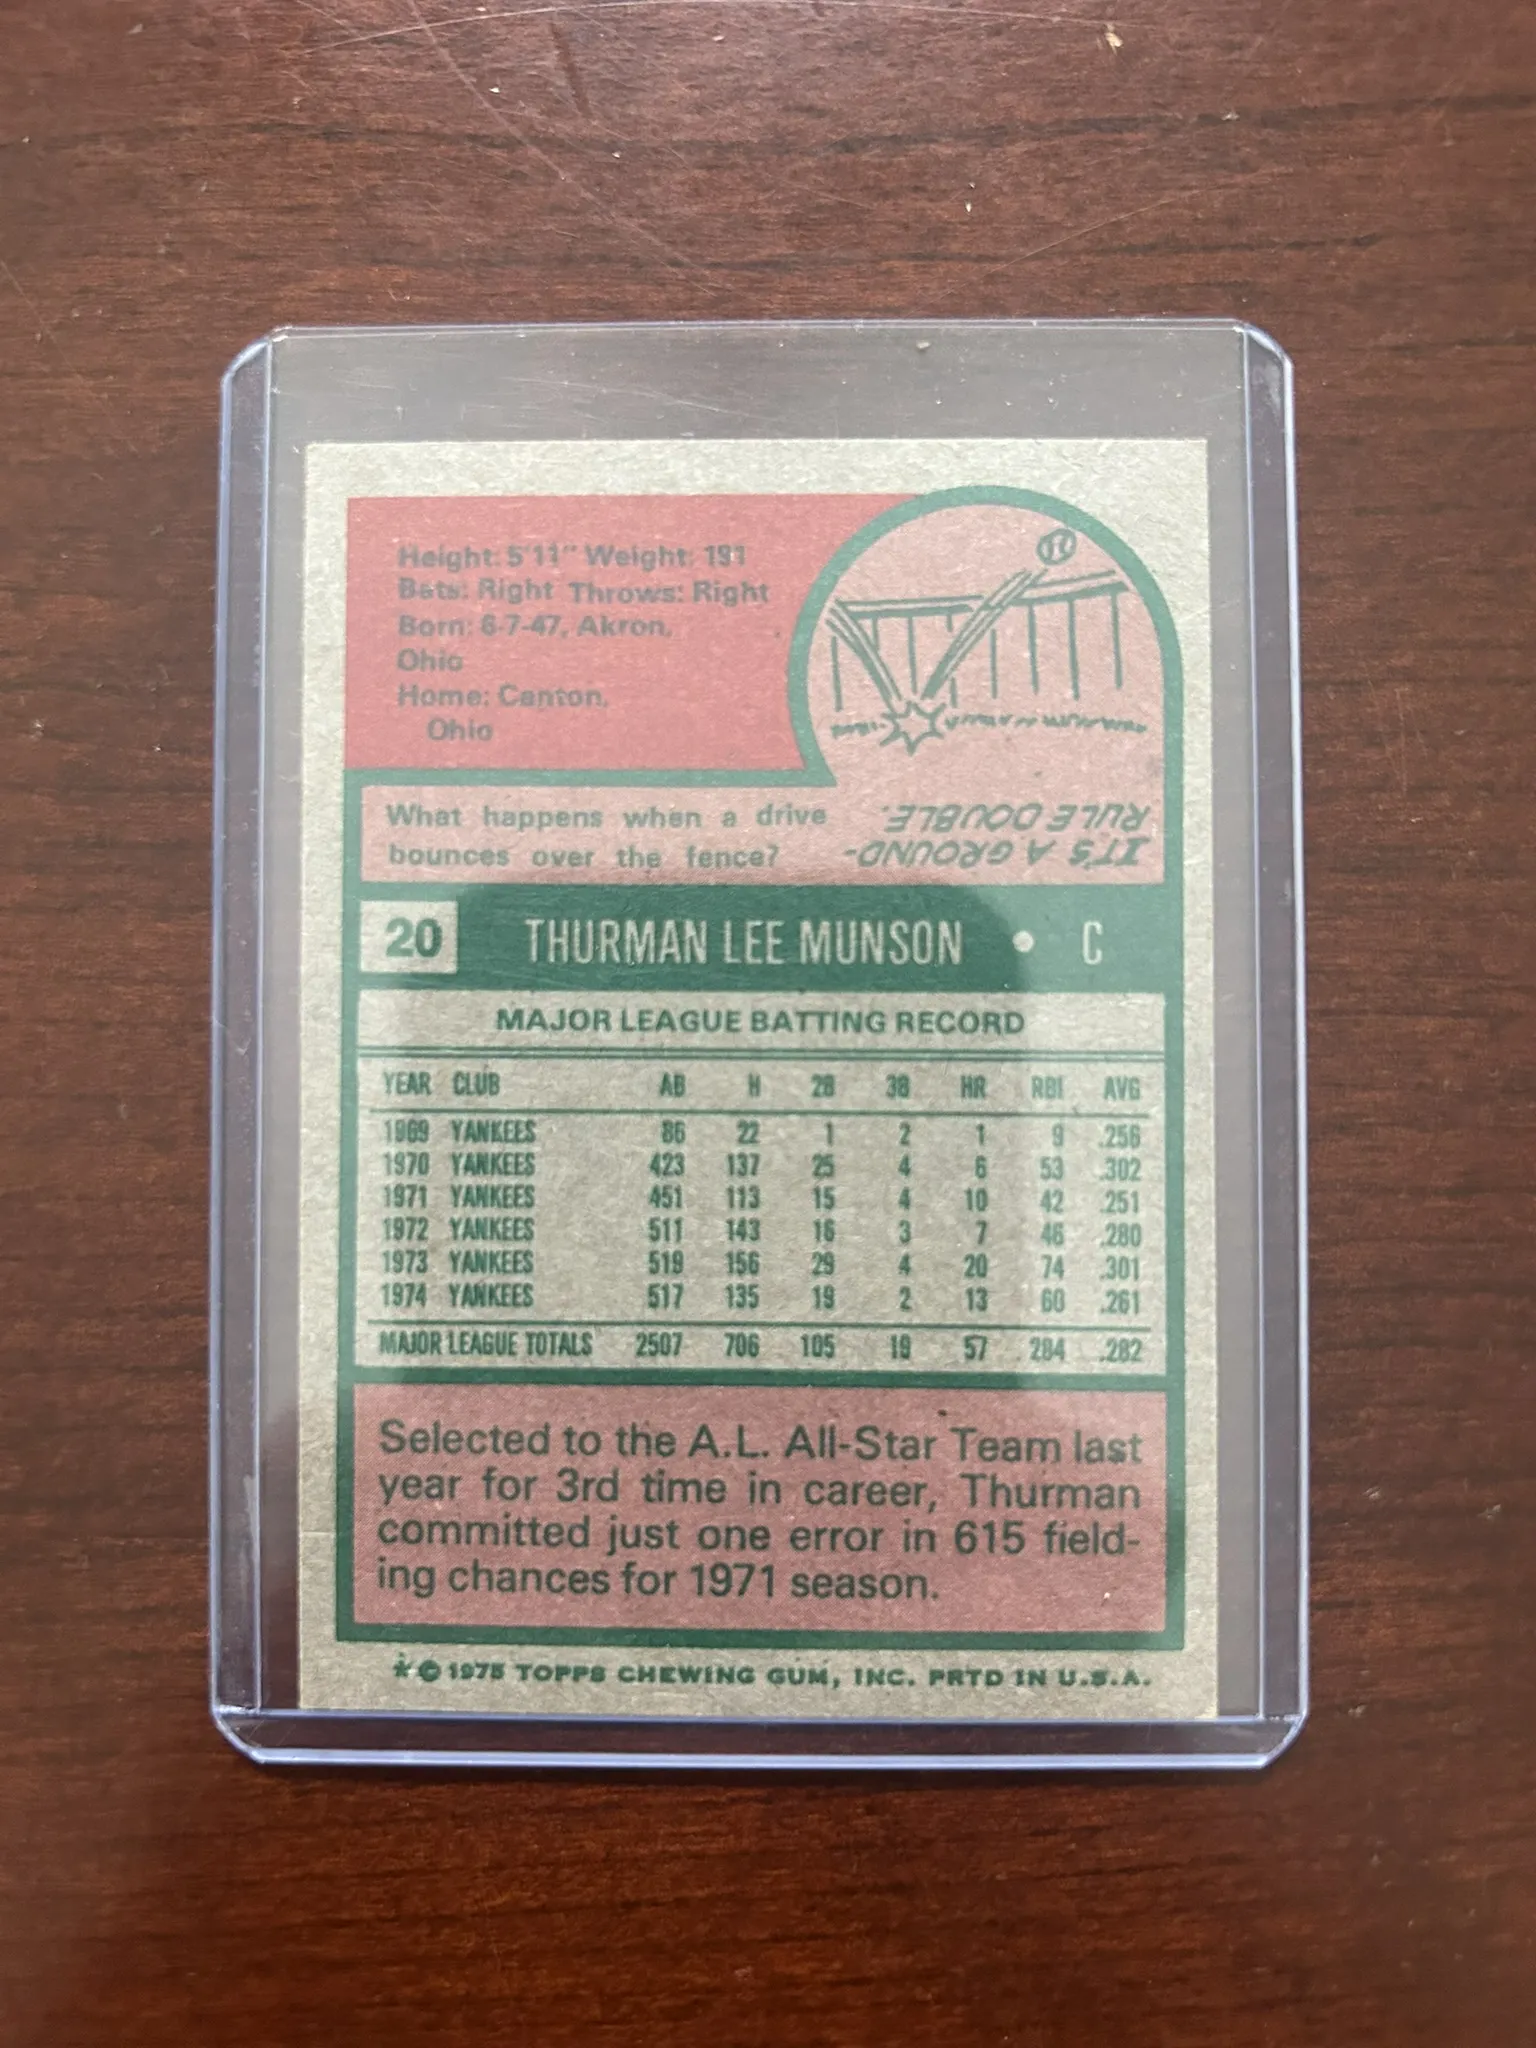 Height: 5'11" Weight: 191
Bats: Right Throws: Right
Born: 6-7-47, Akron,
Ohio
Home: Canton,
Ohio
What happens when a drive
bounces over the fence?
IT'S A GROUND-
RULE DOUBLE.
20 THURMAN LEE MUNSON • C
MAJOR LEAGUE BATTING RECORD
YEAR CLUB AB H 2B 3B HR RBI AVG
1969 YANKEES 86 22 1 2 1 9 .256
1970 YANKEES 423 137 25 4 6 53 .302
1971 YANKEES 451 113 15 4 10 42 .251
1972 YANKEES 511 143 16 3 7 46 .280
1973 YANKEES 519 156 29 4 20 74 .301
1974 YANKEES 517 135 19 2 13 60 .261
MAJOR LEAGUE TOTALS 2507 706 105 19 57 284 .282
Selected to the A.L. All-Star Team last
year for 3rd time in career, Thurman
committed just one error in 615 field-
ing chances for 1971 season.
* © 1975 TOPPS CHEWING GUM, INC. PRTD IN U.S.A.